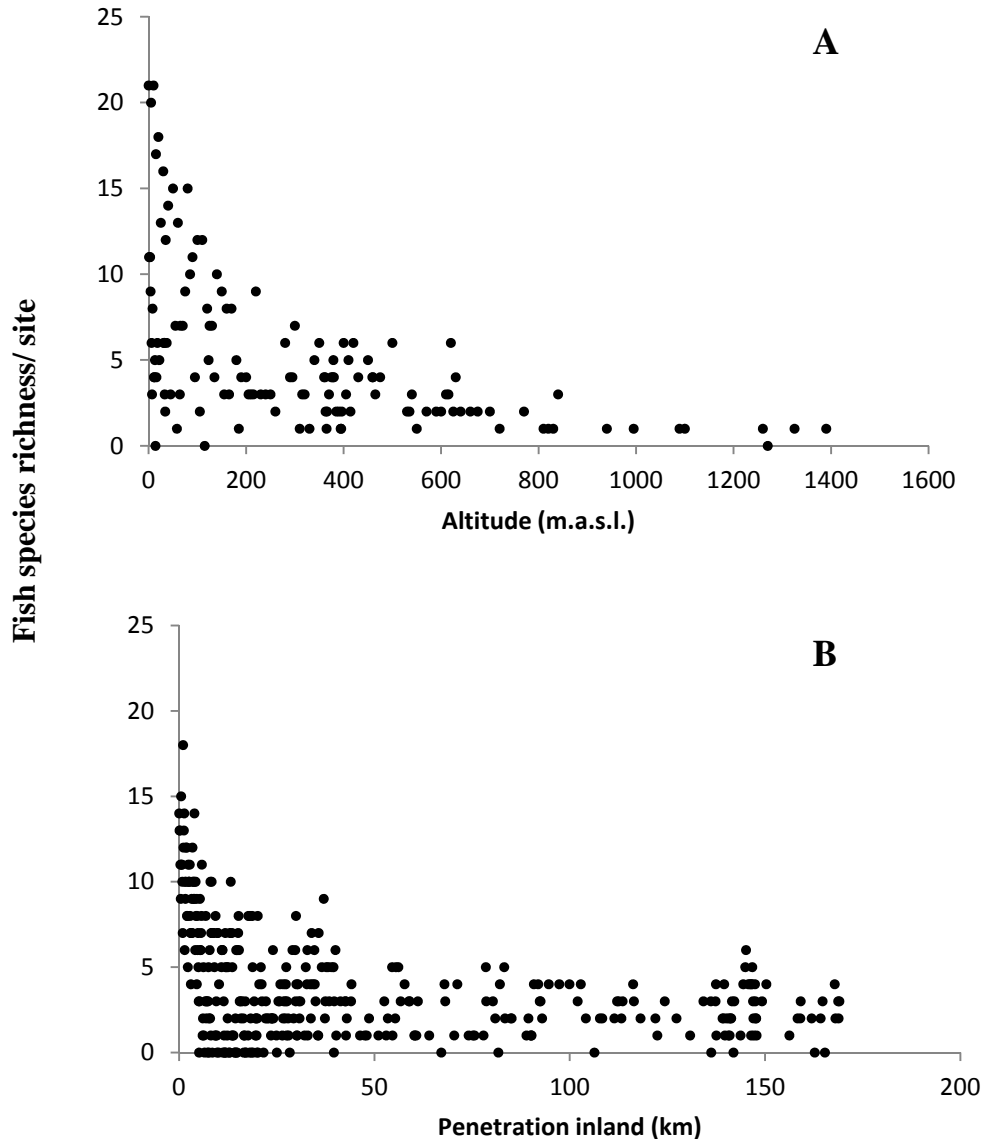 Fish species richness/ site
A
25
20
15
10
5
0
0 200 400 600 800 1000 1200 1400 1600
Altitude (m.a.s.l.)
B
25
20
15
10
5
0
0 50 100 150 200
Penetration inland (km)